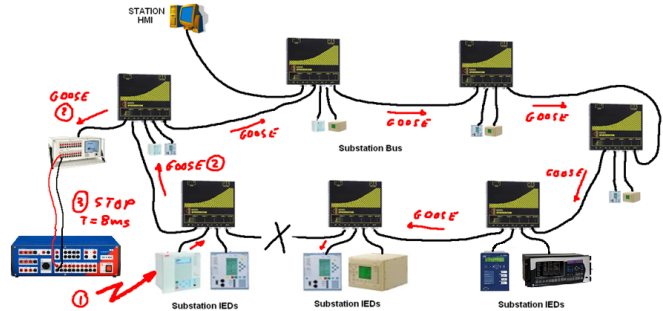 STATION
HMI
GOOSE
②
GOOSE
GOOSE
GOOSE
Substation Bus
GOOSE ②
GOOSE
GOOSE
③ STOP
T = 8ms
X
①
Substation IEDs
Substation IEDs
Substation IEDs